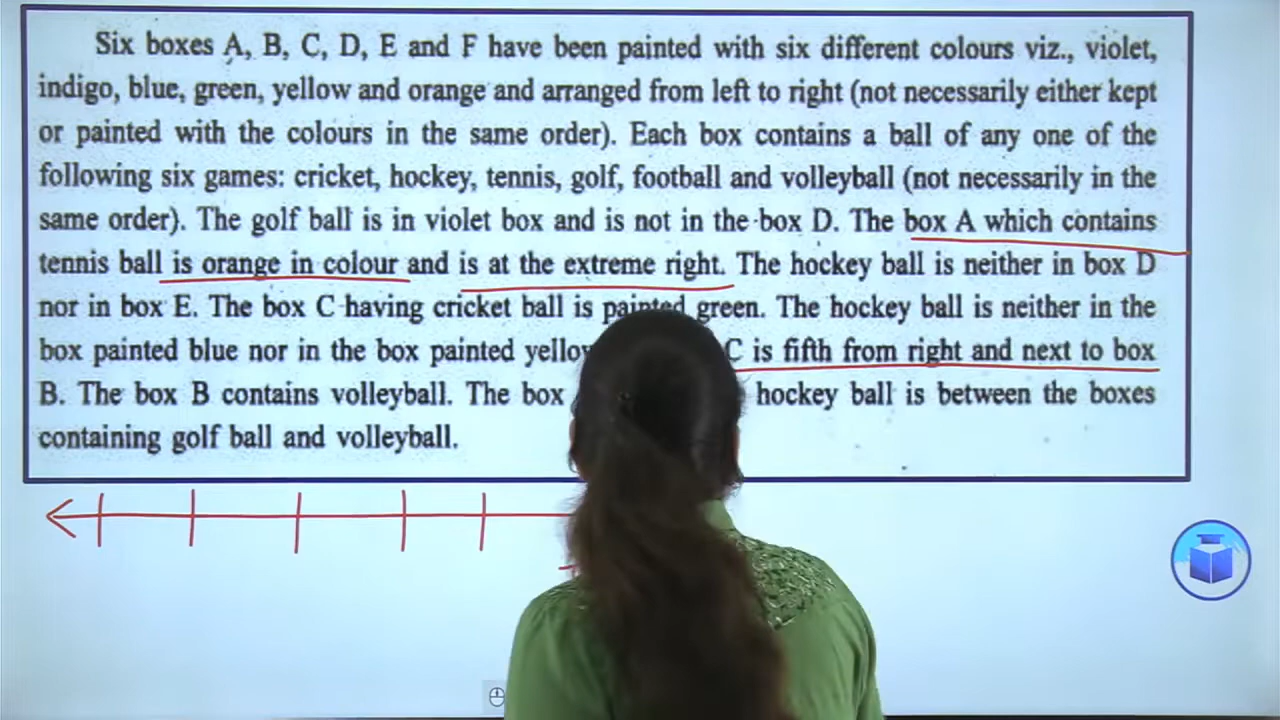 Six boxes A, B, C, D, E and F have been painted with six different colours viz., violet,
indigo, blue, green, yellow and orange and arranged from left to right (not necessarily either kept
or painted with the colours in the same order). Each box contains a ball of any one of the
following six games: cricket, hockey, tennis, golf, football and volleyball (not necessarily in the
same order). The golf ball is in violet box and is not in the box D. The box A which contains
tennis ball is orange in colour and is at the extreme right. The hockey ball is neither in box D
nor in box E. The box C having cricket ball is painted green. The hockey ball is neither in the
box painted blue nor in the box painted C is fifth from right and next to box
B. The box B contains volleyball. The box hockey ball is between the boxes
containing golf ball and volleyball.